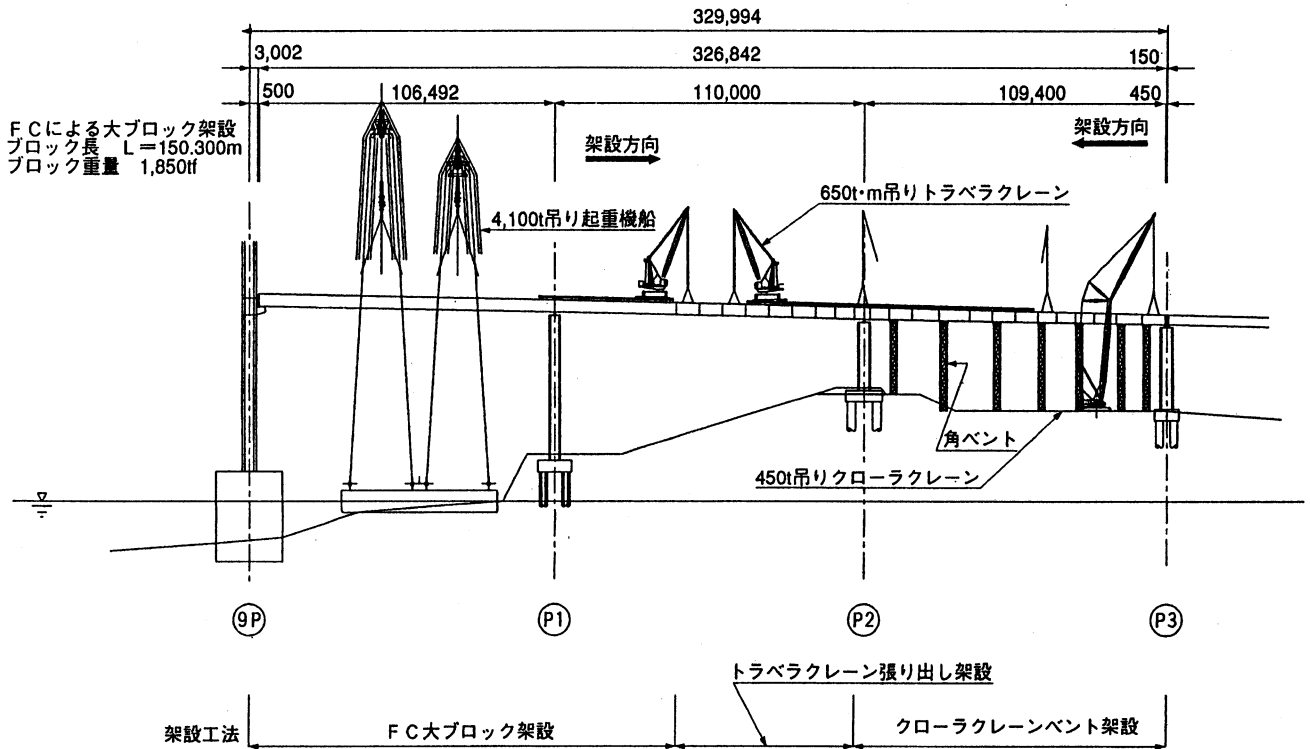 329,994
3,002
326,842
150
500
106,492
110,000
109,400
450
FCによる大ブロック架設
ブロック長 L=150.300m
ブロック重量 1,850tf
架設方向
架設方向
650t·m吊りトラベラクレーン
4,100t吊り起重機船
角ベント
450t吊りクローラクレーン
9P
P1
P2
P3
トラベラクレーン張り出し架設
架設工法
FC大ブロック架設
クローラクレーンベント架設